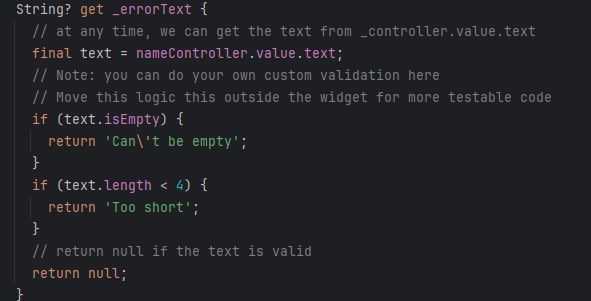 String? get _errorText {
// at any time, we can get the text from _controller.value.text
final text = nameController.value.text;
// Note: you can do your own custom validation here
// Move this logic this outside the widget for more testable code
if (text.isEmpty) {
return 'Can\'t be empty';
}
if (text.length < 4) {
return 'Too short';
}
// return null if the text is valid
return null;
}